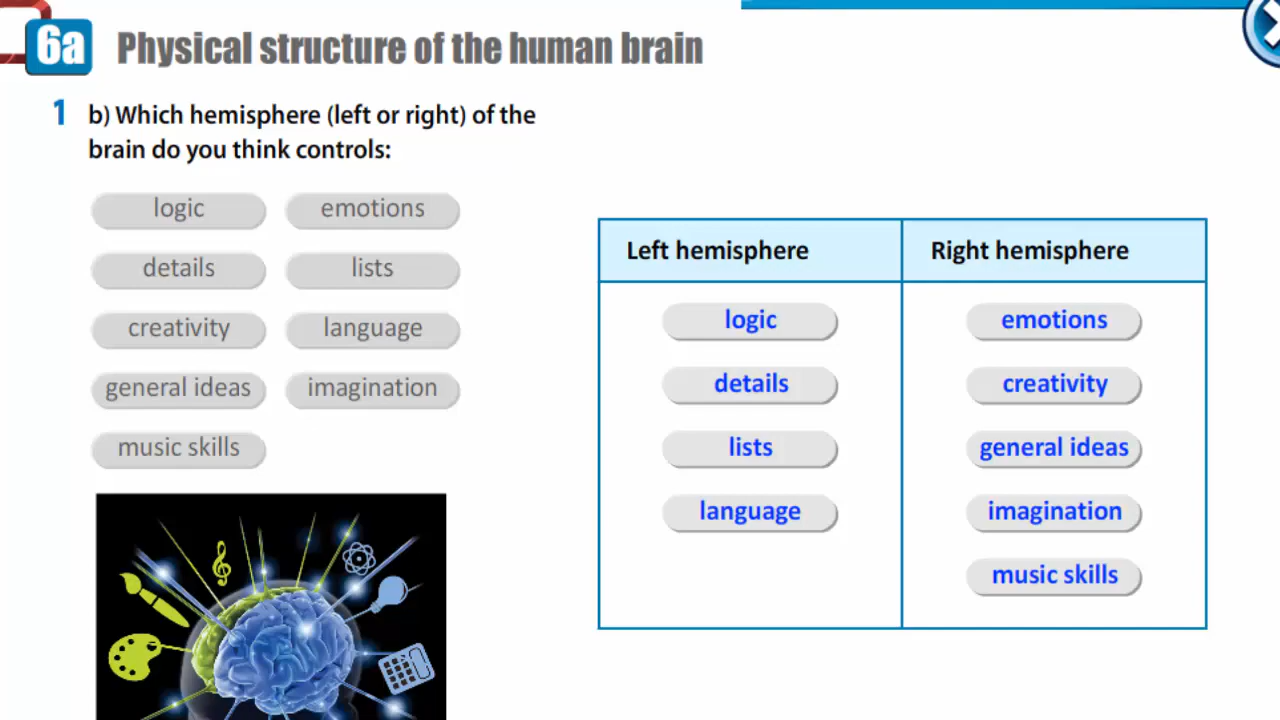 6a Physical structure of the human brain
1 b) Which hemisphere (left or right) of the
brain do you think controls:
logic emotions
details lists
creativity language
general ideas imagination
music skills
Left hemisphere Right hemisphere
logic emotions
details creativity
lists general ideas
language imagination
music skills